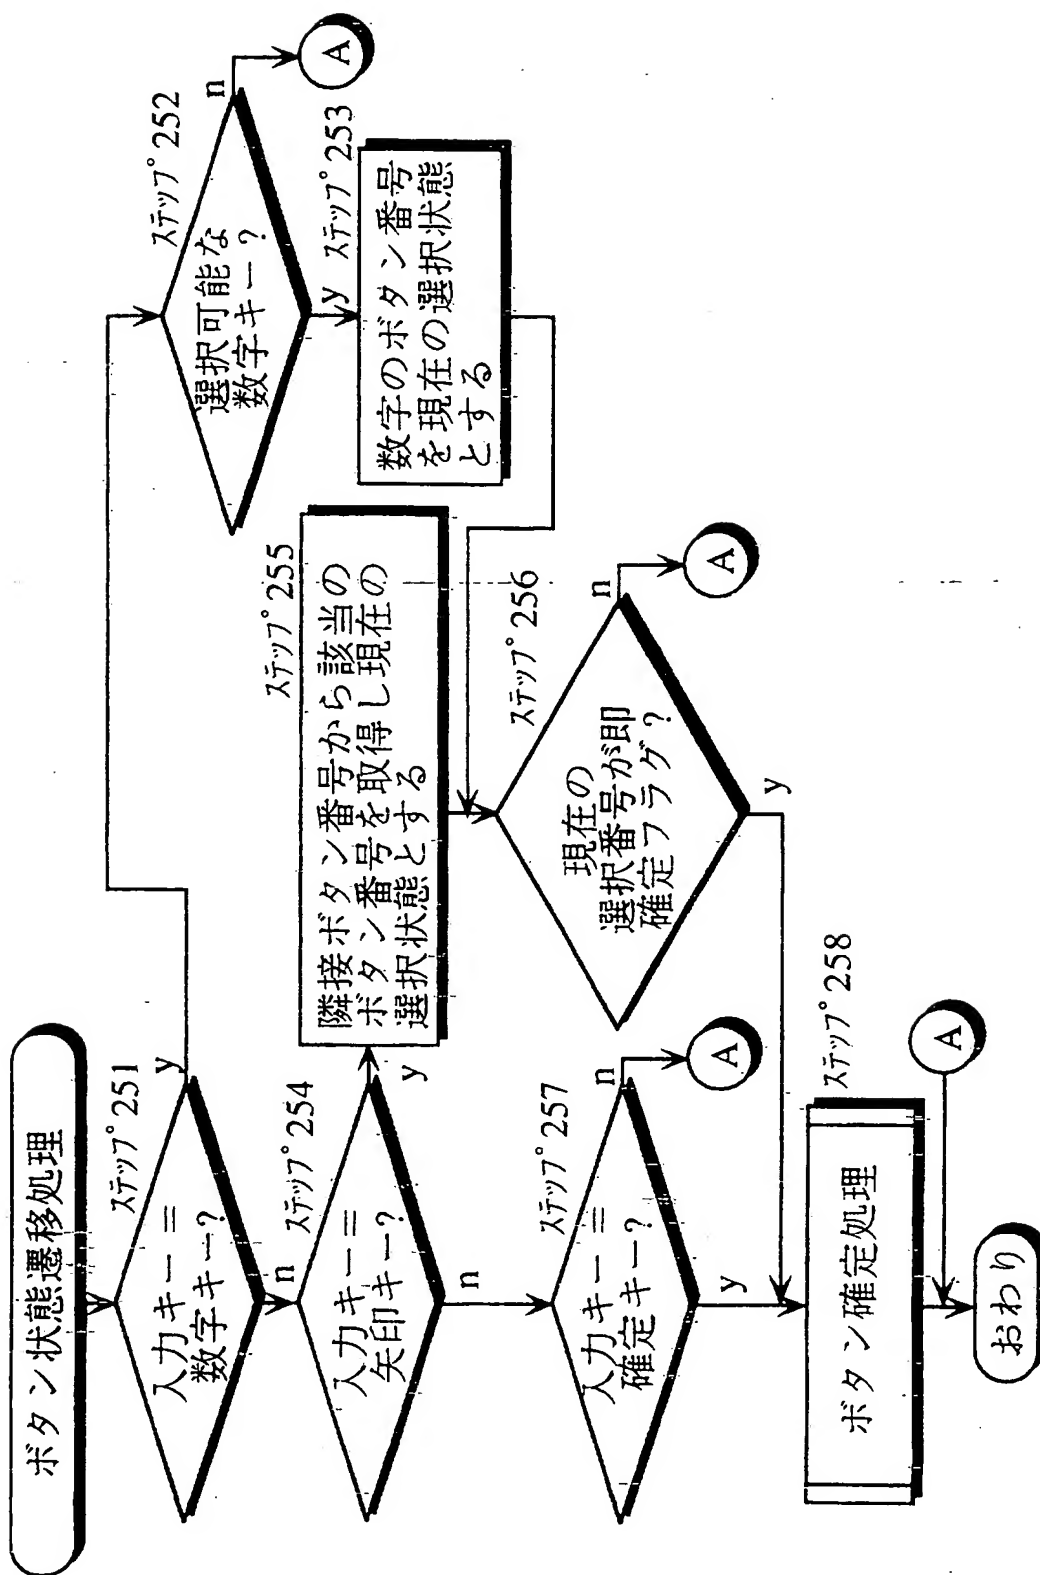 ボタン状態遷移処理
ステップ251
入力キー＝
数字キー?
y
n
ステップ252
選択可能な
数字キー?
n
A
y
ステップ253
数字のボタン番号
を現在の選択状態
とする
ステップ254
入力キー＝
矢印キー?
y
n
ステップ255
隣接ボタン番号から該当の
ボタン番号を取得し現在の
選択状態とする
ステップ256
現在の
選択番号が即
確定フラグ?
n
A
y
ステップ257
入力キー＝
確定キー?
n
A
y
ステップ258
ボタン確定処理
A
おわり